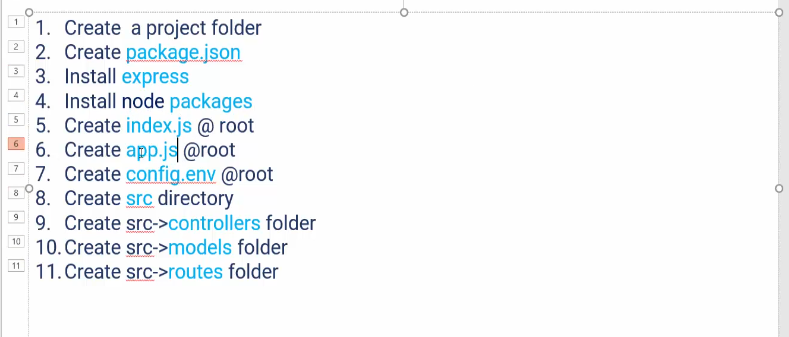 1. Create a project folder
2. Create package.json
3. Install express
4. Install node packages
5. Create index.js @ root
6. Create app.js @root
7. Create config.env @root
8. Create src directory
9. Create src->controllers folder
10. Create src->models folder
11. Create src->routes folder